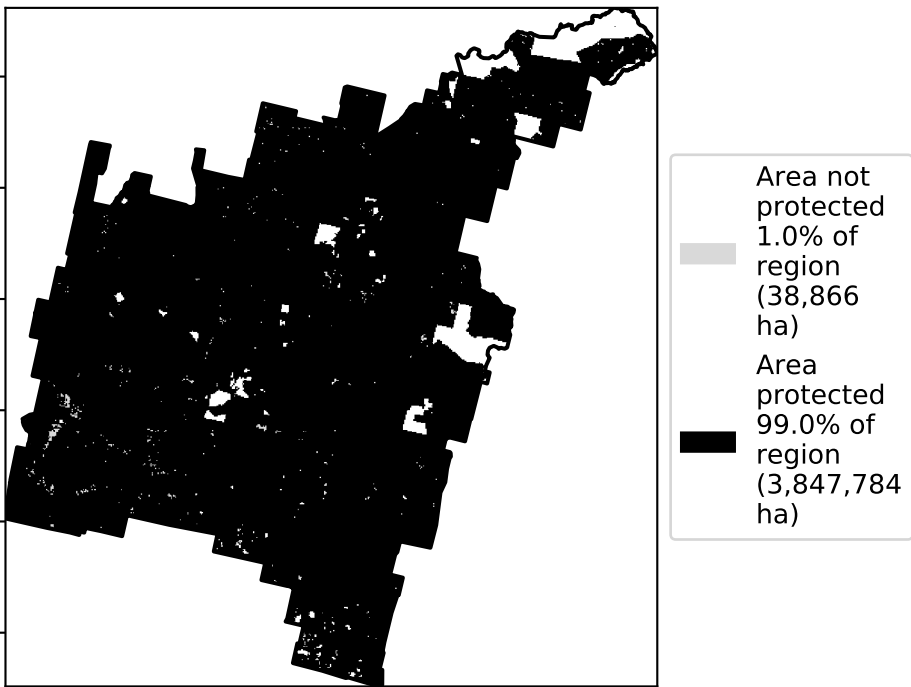 Area not
protected
1.0% of
region
(38,866
ha)
Area
protected
99.0% of
region
(3,847,784
ha)